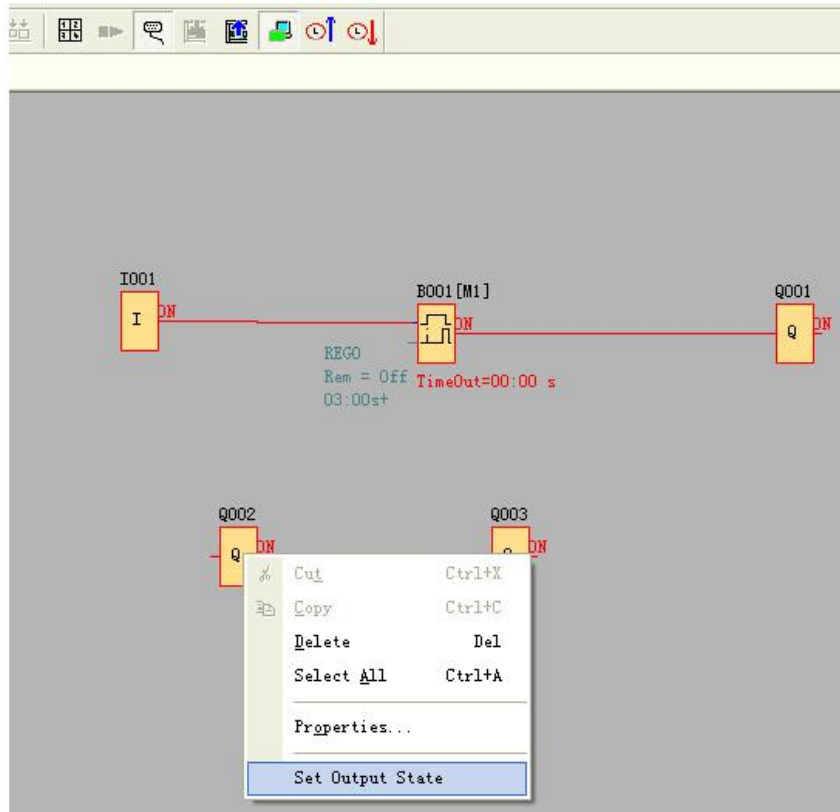 I001
I
ON
B001[M1]
ON
Q001
Q
ON
REGO
Rem = Off
03:00s+
TimeOut=00:00 s
Q002
Q
ON
Q003
Q
ON
Cut Ctrl+X
Copy Ctrl+C
Delete Del
Select All Ctrl+A
Properties...
Set Output State